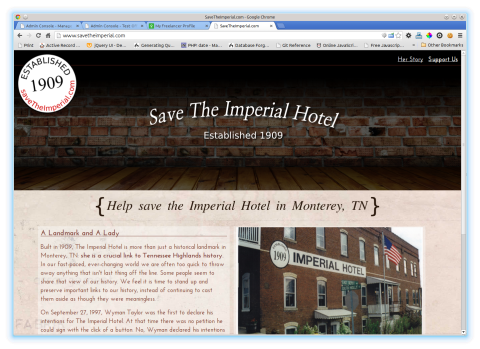 SaveTheImperial.com - Google Chrome
Admin Console - Manag
Admin Console - Test 4
My Freelancer Profile
SaveTheImperial.com
www.savetheimperial.com
Print
Active-Record
jQuery UI - De
Generating Qu
PHP date - Mo
Database Forg
Git Reference
Online JavaScri
Free Javascrip
Other Bookmarks
Her Story Support Us
ESTABLISHED
1909
saveTheImperial.com
Save The Imperial Hotel
Established 1909
{Help save the Imperial Hotel in Monterey, TN}
A Landmark and A Lady
Built in 1909, The Imperial Hotel is more than just a historical landmark in
Monterey, TN she is a crucial link to Tennessee Highlands history.
In our fast-paced, ever-changing world we are often too quick to throw
away anything that isn't last thing off the line. Some people seem to
share that view of our history. We feel it is time to stand up and
preserve important links to our history, instead of continuing to cast
them aside as though they were meaningless.
On September 27, 1997, Wyman Taylor was the first to declare his
intentions for The Imperial Hotel. At that time there was no petition he
could sign with the click of a button. No, Wyman declared his intentions
ESTABLISHED
1909
IMPERIAL HOTEL